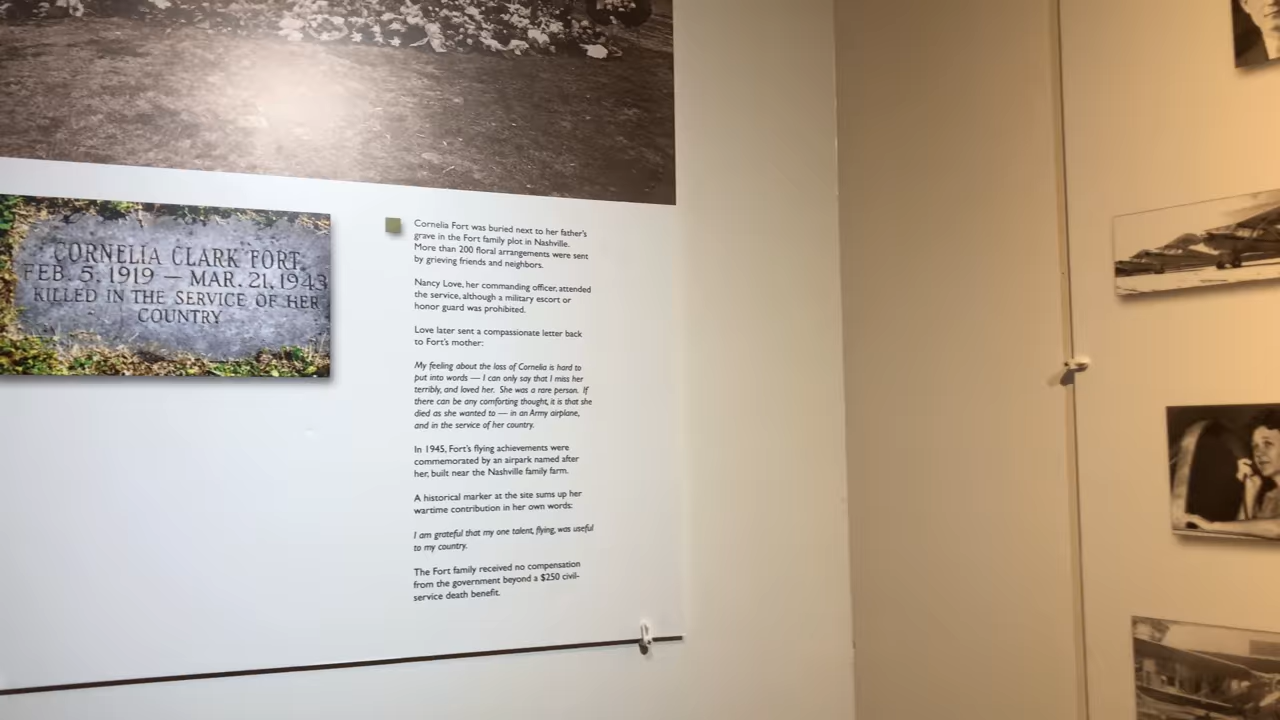 CORNELIA CLARK FORT
FEB. 5, 1919 — MAR. 21, 1943
KILLED IN THE SERVICE OF HER
COUNTRY
Cornelia Fort was buried next to her father's
grave in the Fort family plot in Nashville.
More than 200 floral arrangements were sent
by grieving friends and neighbors.
Nancy Love, her commanding officer, attended
the service, although a military escort or
honor guard was prohibited.
Love later sent a compassionate letter back
to Fort's mother:
My feeling about the loss of Cornelia is hard to
put into words — I can only say that I miss her
terribly, and loved her. She was a rare person. If
there can be any comforting thought, it is that she
died as she wanted to — in an Army airplane,
and in the service of her country.
In 1945, Fort's flying achievements were
commemorated by an airpark named after
her, built near the Nashville family farm.
A historical marker at the site sums up her
wartime contribution in her own words:
I am grateful that my one talent, flying, was useful
to my country.
The Fort family received no compensation
from the government beyond a $250 civil-
service death benefit.